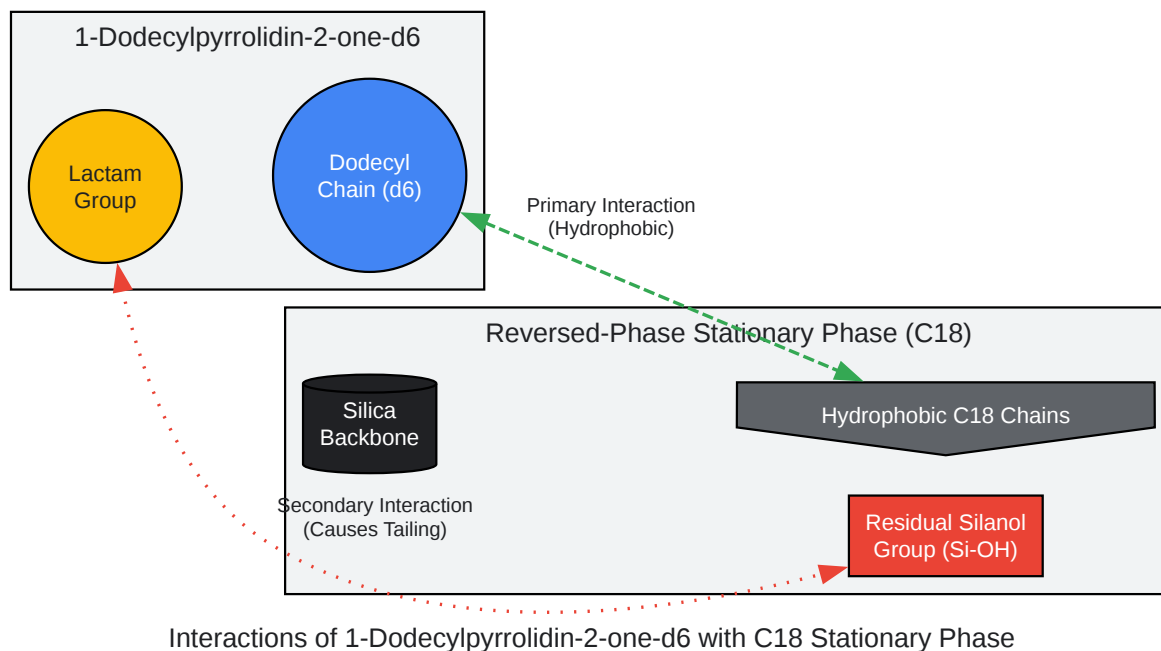 1-Dodecylpyrrolidin-2-one-d6
Lactam
Group
Dodecyl
Chain (d6)
Primary Interaction
(Hydrophobic)
Reversed-Phase Stationary Phase (C18)
Silica
Backbone
Hydrophobic C18 Chains
Secondary Interaction
(Causes Tailing)
Residual Silanol
Group (Si-OH)
Interactions of 1-Dodecylpyrrolidin-2-one-d6 with C18 Stationary Phase